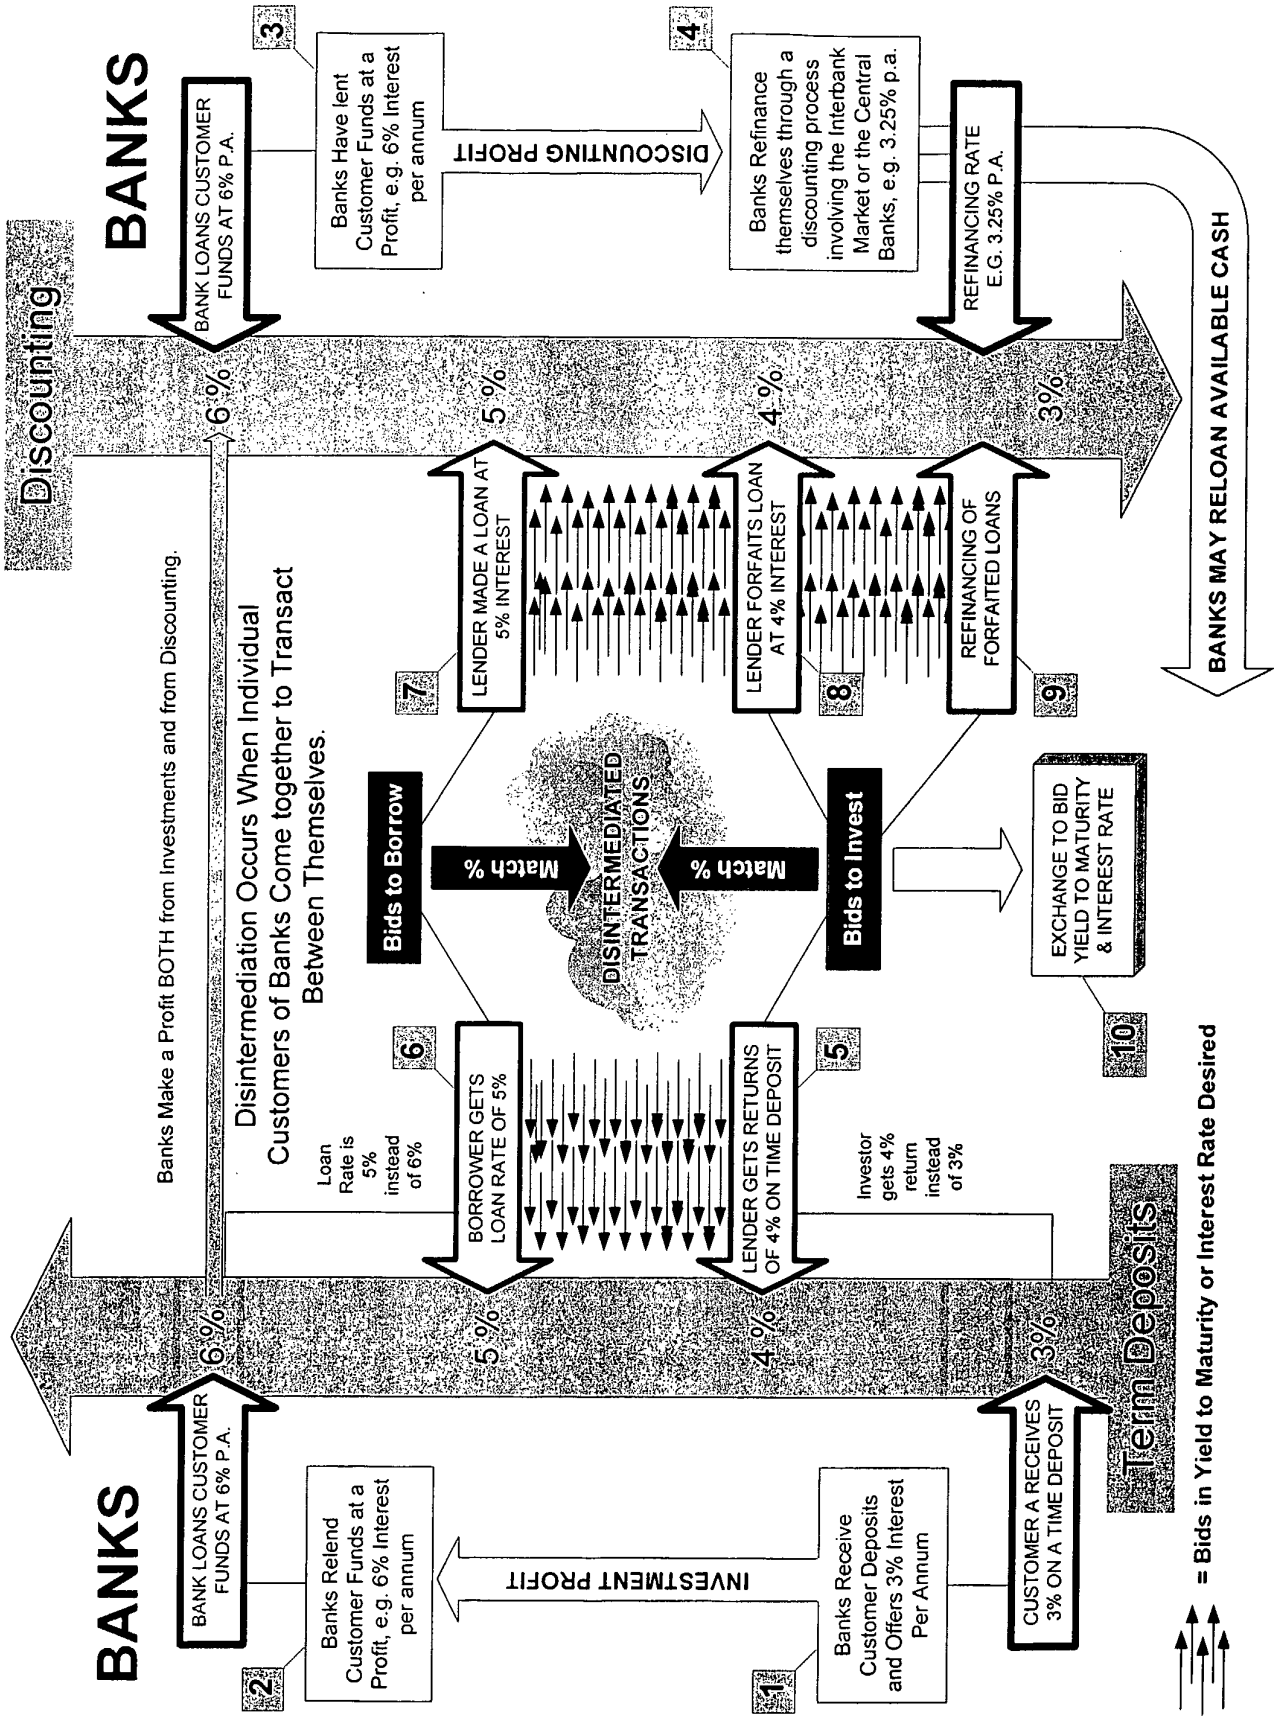 BANKS
BANK LOANS CUSTOMER
FUNDS AT 6% P.A.
2
Banks Relend
Customer Funds at a
Profit, e.g. 6% Interest
per annum
INVESTMENT PROFIT
1
Banks Receive
Customer Deposits
and Offers 3% Interest
Per Annum
CUSTOMER A RECEIVES
3% ON A TIME DEPOSIT
6%
5%
4%
3%
Term Deposits
Banks Make a Profit BOTH from Investments and from Discounting.
Disintermediation Occurs When Individual
Customers of Banks Come together to Transact
Between Themselves.
Loan
Rate is
5%
instead
of 6%
6
BORROWER GETS
LOAN RATE OF 5%
LENDER GETS RETURNS
OF 4% ON TIME DEPOSIT
5
Investor
gets 4%
return
instead
of 3%
Bids to Borrow
Match %
DISINTERMEDIATED
TRANSACTIONS
Match %
Bids to Invest
EXCHANGE TO BID
YIELD TO MATURITY
& INTEREST RATE
10
7
LENDER MADE A LOAN AT
5% INTEREST
LENDER FORFAITS LOAN
AT 4% INTEREST
8
REFINANCING OF
FORFAITED LOANS
9
Discounting
6%
5%
4%
3%
BANKS
BANK LOANS CUSTOMER
FUNDS AT 6% P.A.
3
Banks Have lent
Customer Funds at a
Profit, e.g. 6% Interest
per annum
DISCOUNTING PROFIT
4
Banks Refinance
themselves through a
discounting process
involving the Interbank
Market or the Central
Banks, e.g. 3.25% p.a.
REFINANCING RATE
E.G. 3.25% P.A.
BANKS MAY RELOAN AVAILABLE CASH
= Bids in Yield to Maturity or Interest Rate Desired